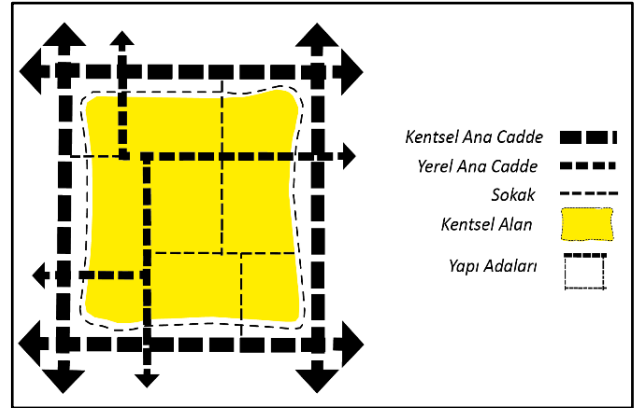 Kentsel Ana Cadde
Yerel Ana Cadde
Sokak
Kentsel Alan
Yapı Adaları